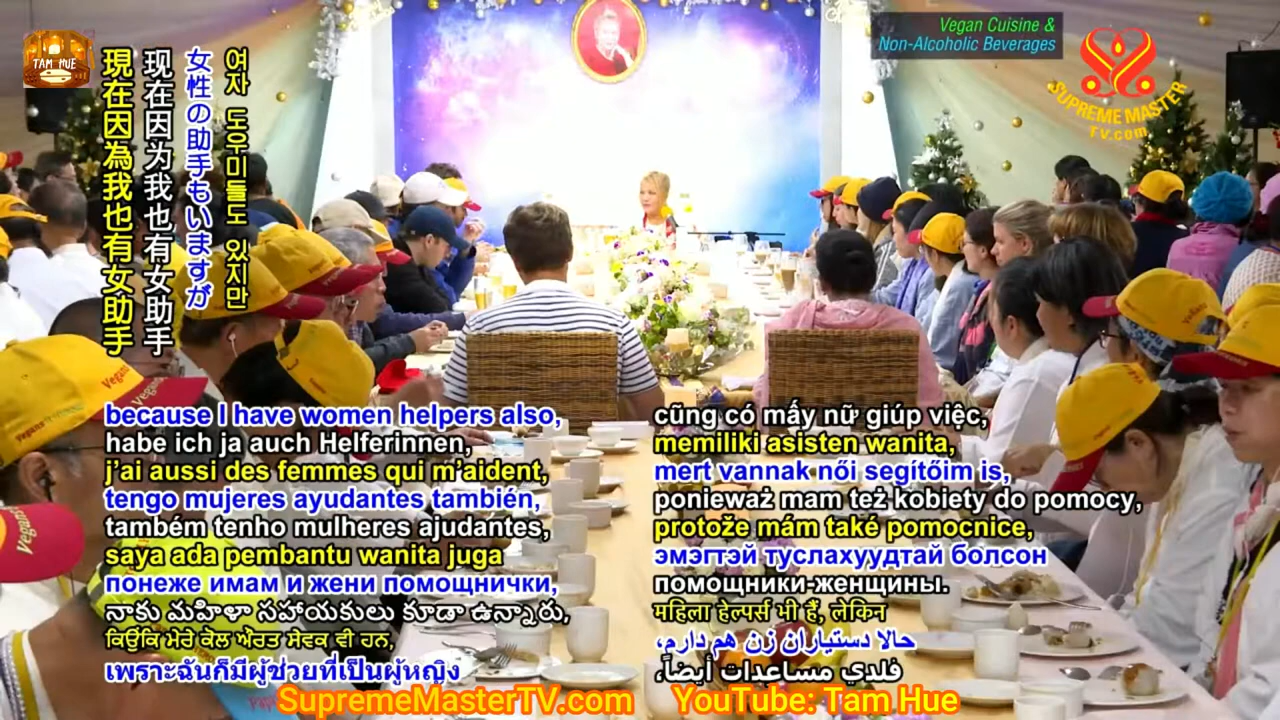 Vegan Cuisine &
Non-Alcoholic Beverages
TAM HUE
SUPREME MASTER
TV.com
여자 도우미들도 있지만
女性の助手もいますが
现在因为我也有女助手
現在因為我也有女助手
because I have women helpers also,
habe ich ja auch Helferinnen,
j'ai aussi des femmes qui m'aident,
tengo mujeres ayudantes también,
também tenho mulheres ajudantes,
saya ada pembantu wanita juga
понеже имам и жени помощнички,
నాకు మహిళా సహాయకులు కూడా ఉన్నారు,
ਕਿਉਂਕਿ ਮੇਰੇ ਕੋਲ ਔਰਤ ਸੇਵਕ ਵੀ ਹਨ,
เพราะฉันก็มีผู้ช่วยที่เป็นผู้หญิง
cũng có mấy nữ giúp việc,
memiliki asisten wanita,
mert vannak női segítőim is,
ponieważ mam też kobiety do pomocy,
protože mám také pomocnice,
эмэгтэй туслахуудтай болсон
помощники-женщины.
महिला हेल्पर्स भी हैं, लेकिन
حالا دستیاران زن هم دارم،
فلدي مساعدات أيضاً،
Vegans
Vegans
Vegans
SupremeMasterTV.com
YouTube: Tam Hue